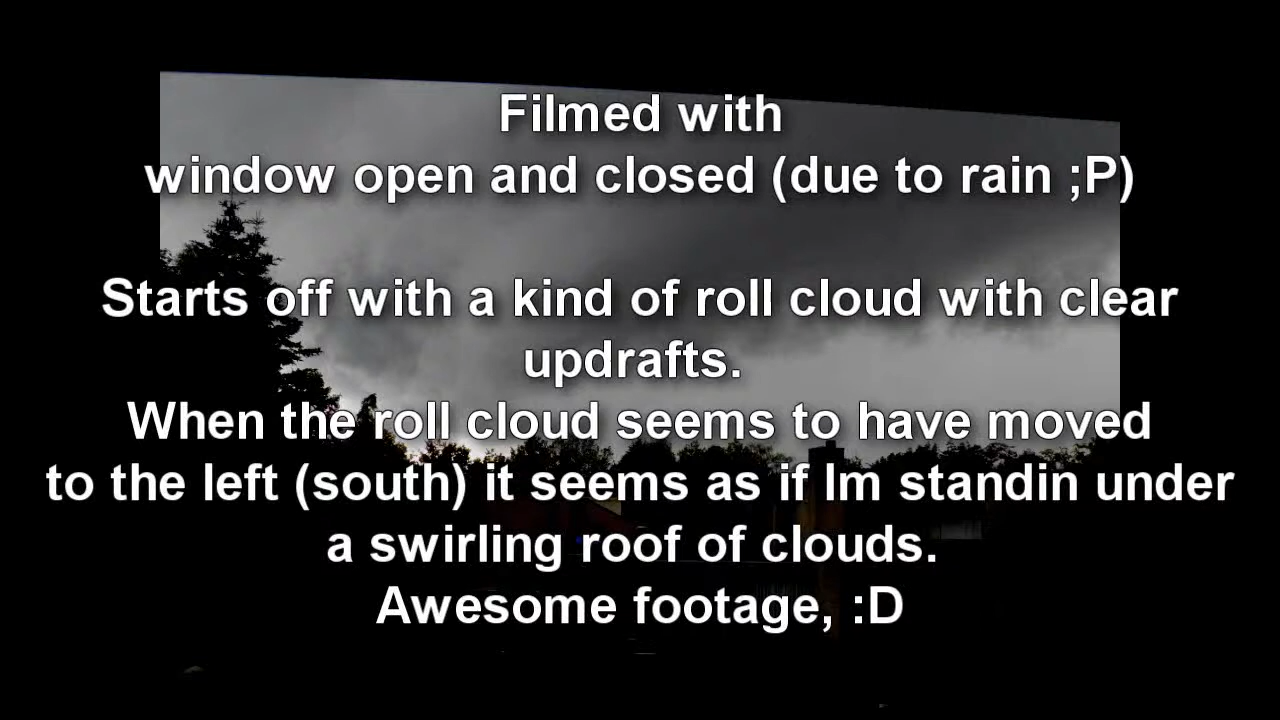 Filmed with
window open and closed (due to rain ;P)
Starts off with a kind of roll cloud with clear
updrafts.
When the roll cloud seems to have moved
to the left (south) it seems as if Im standin under
a swirling roof of clouds.
Awesome footage, :D